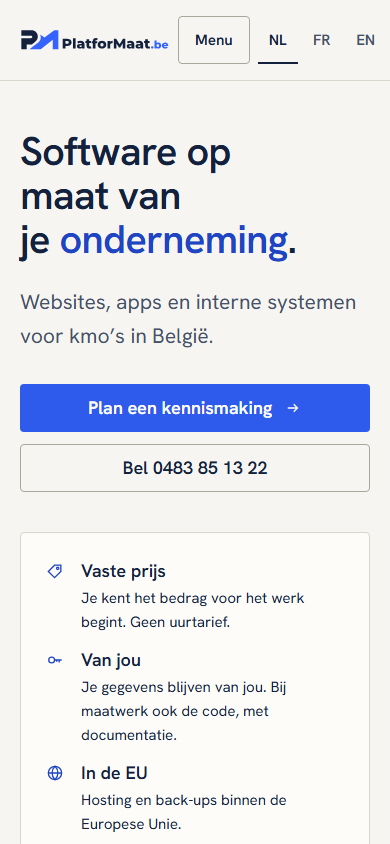 PM PlatforMaat.be
Menu
NL
FR
EN
Software op
maat van
je onderneming.
Websites, apps en interne systemen
voor kmo’s in België.
Plan een kennismaking →
Bel 0483 85 13 22
Vaste prijs
Je kent het bedrag voor het werk
begint. Geen uurtarief.
Van jou
Je gegevens blijven van jou. Bij
maatwerk ook de code, met
documentatie.
In de EU
Hosting en back-ups binnen de
Europese Unie.